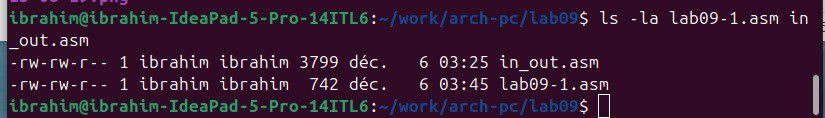 ibrahim@ibrahim-IdeaPad-5-Pro-14ITL6:~/work/arch-pc/lab09$ ls -la lab09-1.asm in
_out.asm
-rw-rw-r-- 1 ibrahim ibrahim 3799 déc.   6 03:25 in_out.asm
-rw-rw-r-- 1 ibrahim ibrahim  742 déc.   6 03:45 lab09-1.asm
ibrahim@ibrahim-IdeaPad-5-Pro-14ITL6:~/work/arch-pc/lab09$